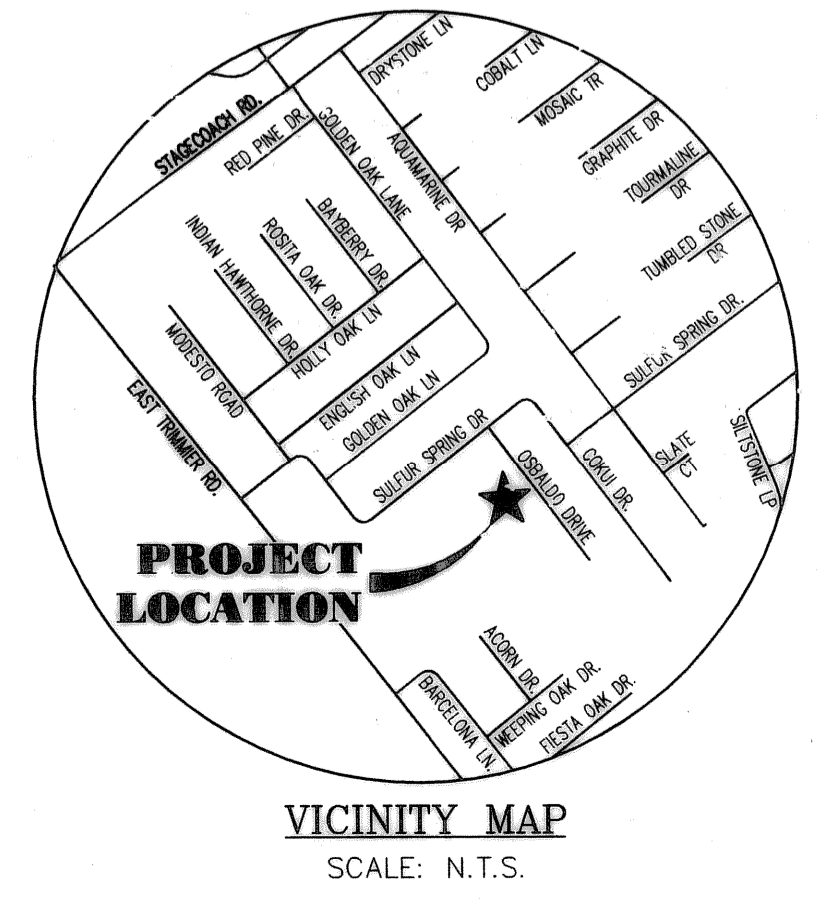 DRYSTONE LN
COBALT LN
MOSAIC TR
GRAPHITE DR
TOURMALINE
DR
TUMBLED STONE
DR
STAGECOACH RD.
RED PINE DR.
GOLDEN OAK LANE
AQUAMARINE DR
BAYBERRY DR.
ROSITA OAK DR.
INDIAN HAWTHORNE DR.
HOLLY OAK LN
MODESTO ROAD
ENGLISH OAK LN
GOLDEN OAK LN
EAST TRIMMIER RD.
SULFUR SPRING DR.
SULFUR SPRING DR
OSBALDO DRIVE
COKUI DR.
SLATE
CT
SILTSTONE LP
PROJECT
LOCATION
ACORN DR.
WEEPING OAK DR.
FIESTA OAK DR.
BARCELONA LN.
VICINITY MAP
SCALE: N.T.S.